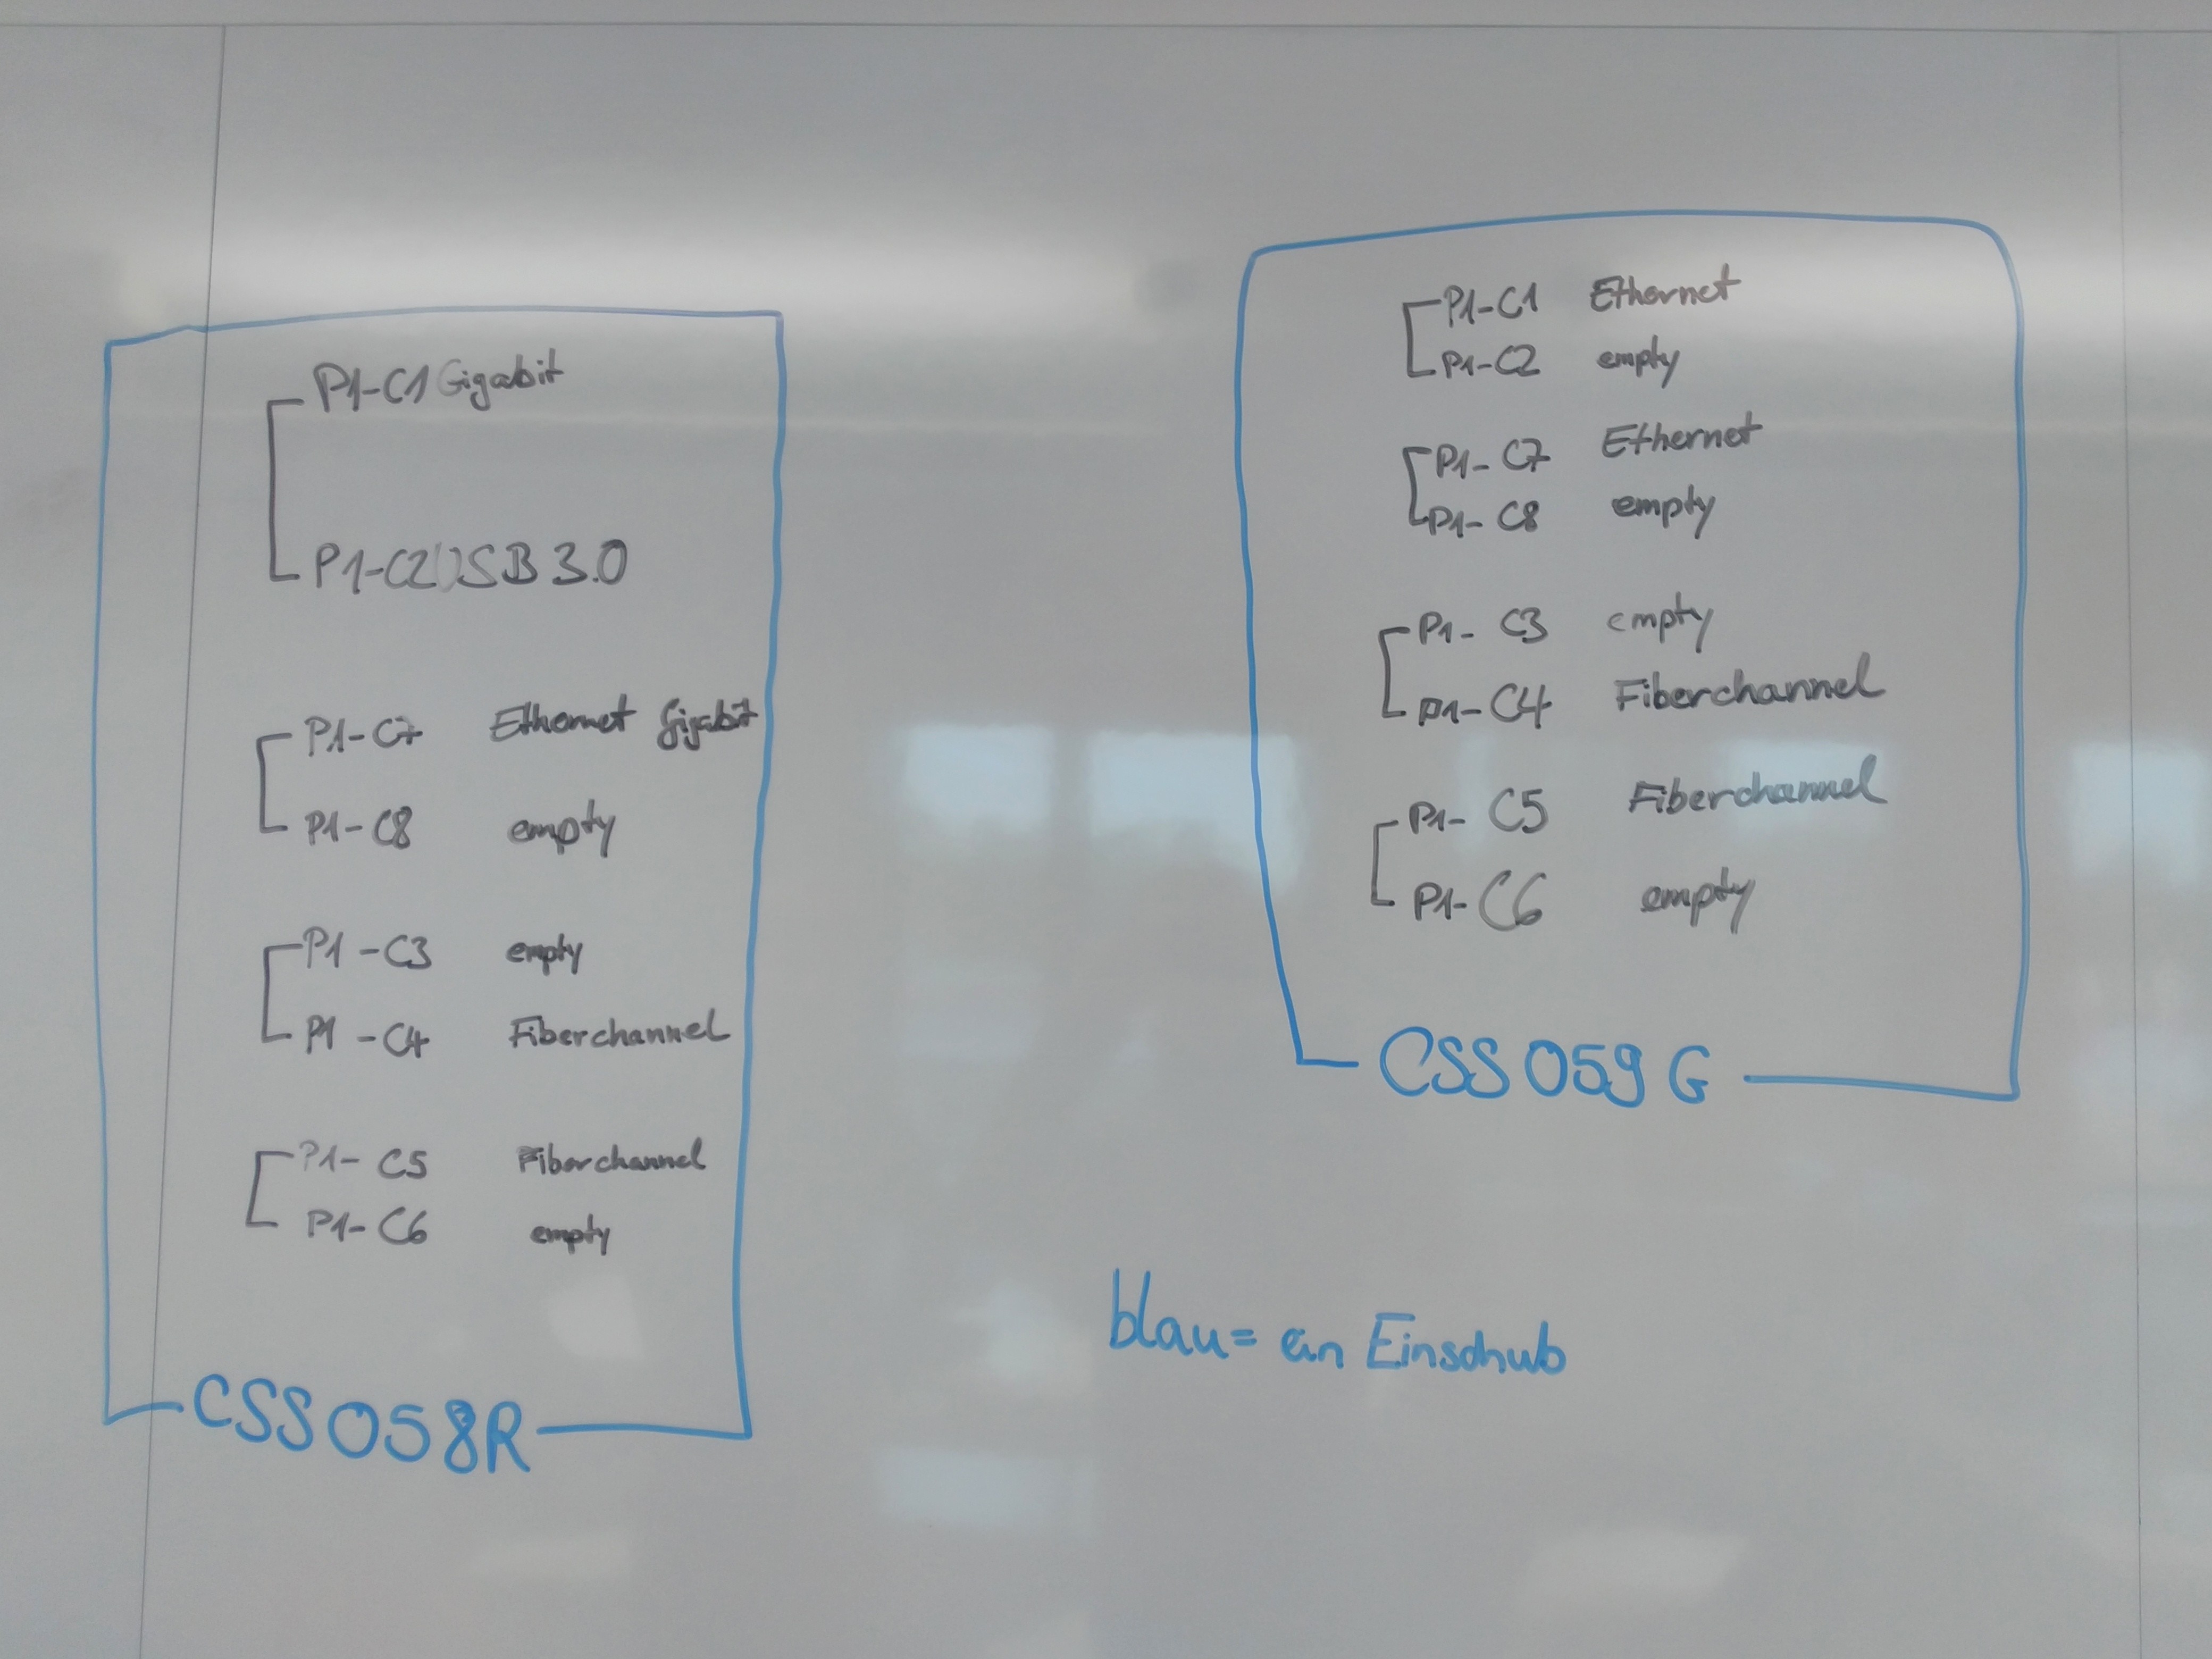 P1-C1 Gigabit
P1-C2 USB 3.0
P1-C7 Ethernet Gigabit
P1-C8 empty
P1-C3 empty
P1-C4 Fiberchannel
P1-C5 Fiberchannel
P1-C6 empty
CSS058R
P1-C1 Ethernet
P1-C2 empty
P1-C7 Ethernet
P1-C8 empty
P1-C3 empty
P1-C4 Fiberchannel
P1-C5 Fiberchannel
P1-C6 empty
CSS059G
blau= ein Einschub